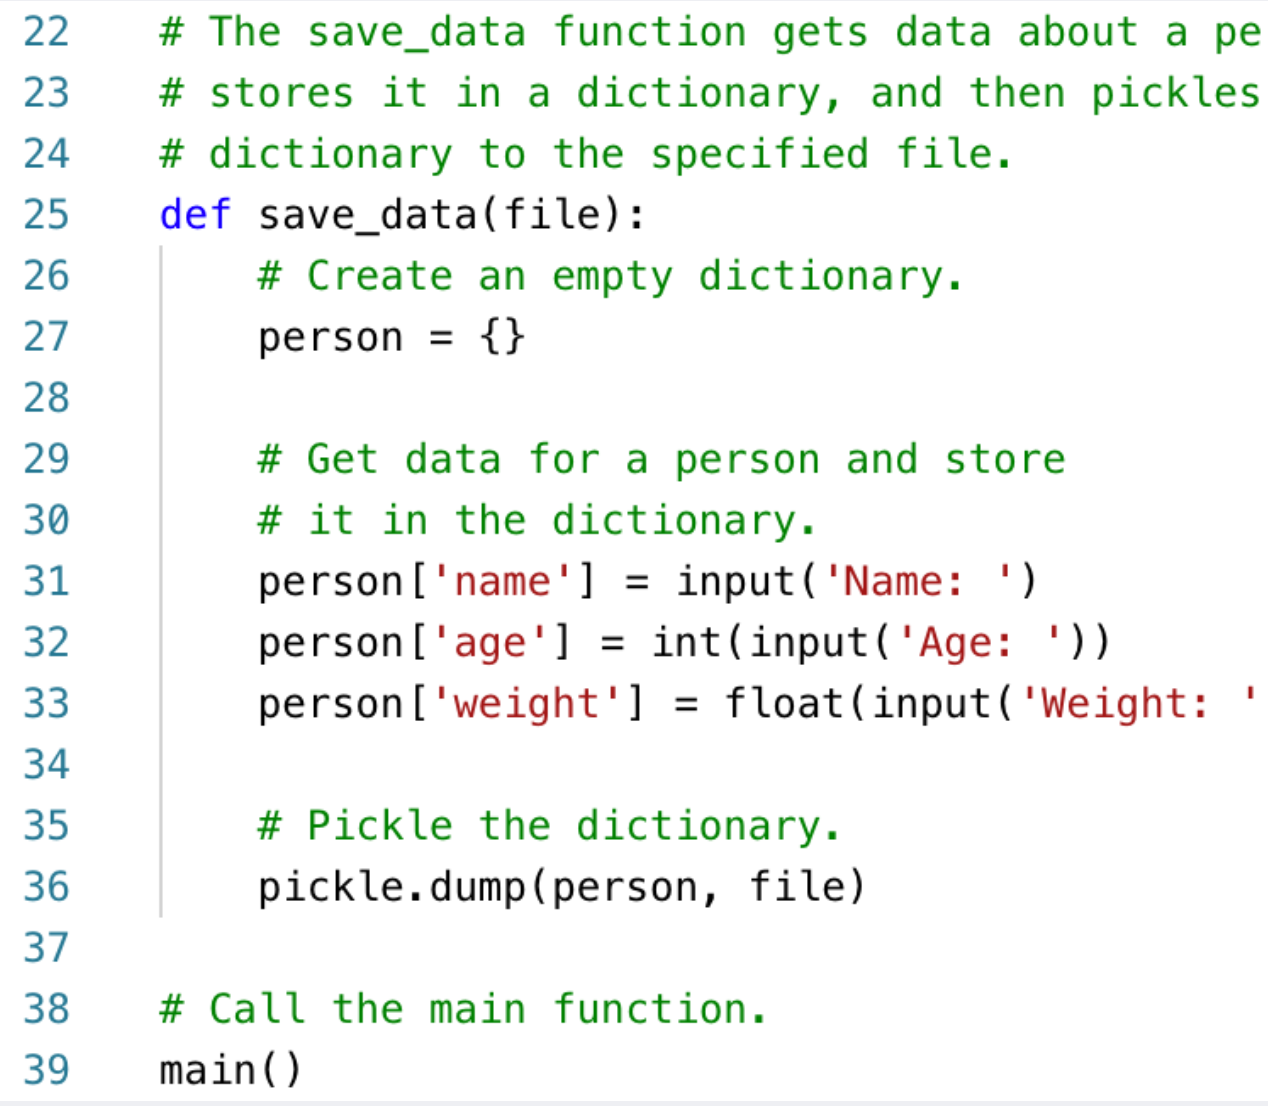 22 # The save_data function gets data about a pe
23 # stores it in a dictionary, and then pickles
24 # dictionary to the specified file.
25 def save_data(file):
26     # Create an empty dictionary.
27     person = {}
28
29     # Get data for a person and store
30     # it in the dictionary.
31     person['name'] = input('Name: ')
32     person['age'] = int(input('Age: '))
33     person['weight'] = float(input('Weight: '
34
35     # Pickle the dictionary.
36     pickle.dump(person, file)
37
38 # Call the main function.
39 main()